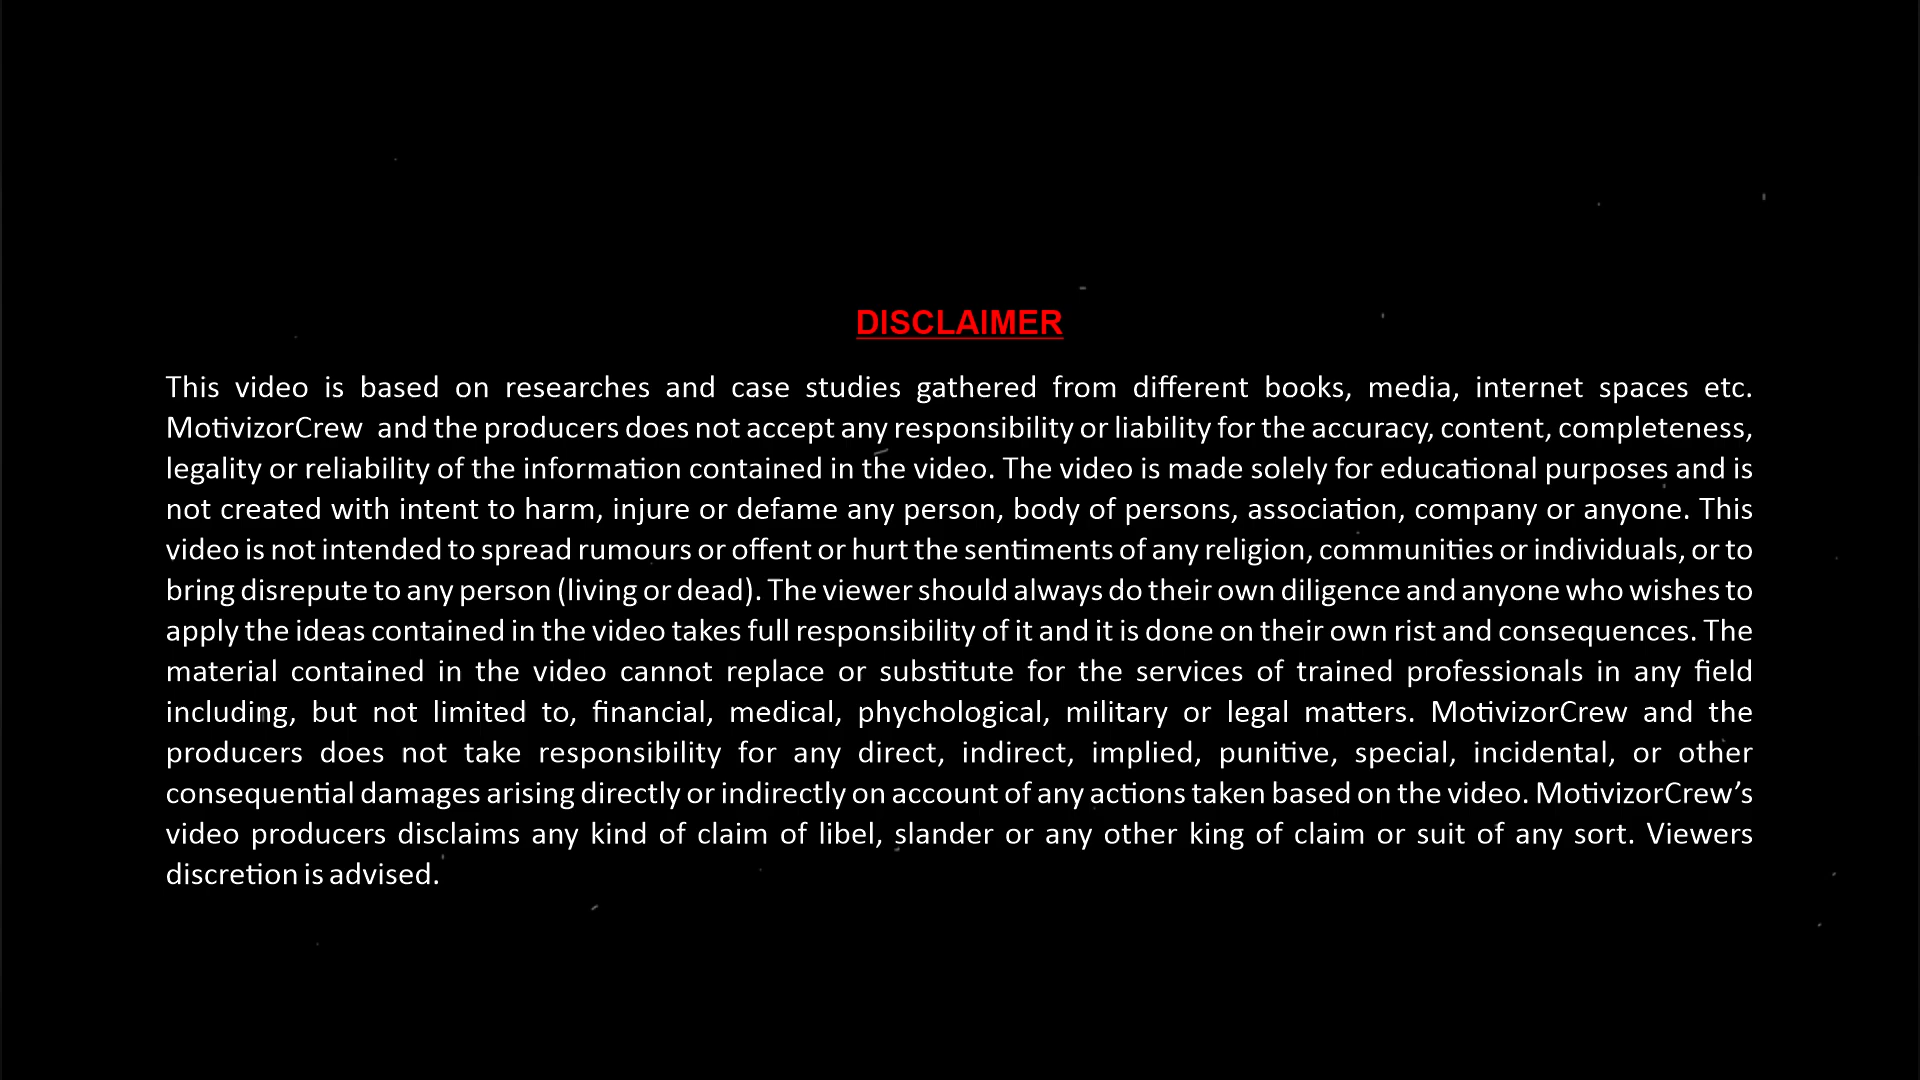 DISCLAIMER
This video is based on researches and case studies gathered from different books, media, internet spaces etc.
MotivizorCrew and the producers does not accept any responsibility or liability for the accuracy, content, completeness,
legality or reliability of the information contained in the video. The video is made solely for educational purposes and is
not created with intent to harm, injure or defame any person, body of persons, association, company or anyone. This
video is not intended to spread rumours or offent or hurt the sentiments of any religion, communities or individuals, or to
bring disrepute to any person (living or dead). The viewer should always do their own diligence and anyone who wishes to
apply the ideas contained in the video takes full responsibility of it and it is done on their own rist and consequences. The
material contained in the video cannot replace or substitute for the services of trained professionals in any field
including, but not limited to, financial, medical, phychological, military or legal matters. MotivizorCrew and the
producers does not take responsibility for any direct, indirect, implied, punitive, special, incidental, or other
consequential damages arising directly or indirectly on account of any actions taken based on the video. MotivizorCrew’s
video producers disclaims any kind of claim of libel, slander or any other king of claim or suit of any sort. Viewers
discretion is advised.